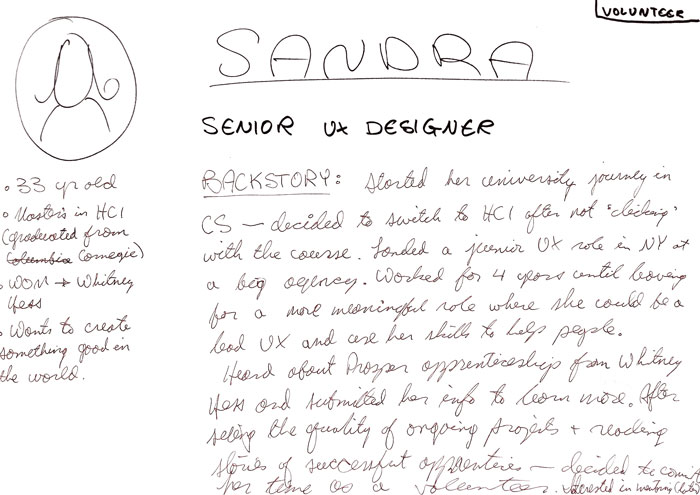 VOLUNTEER
SANDRA
SENIOR UX DESIGNER
• 33 yr old
• Masters in HCI
(graduated from
Columbia Carnegie)
• WOM → Whitney
Hess
• Wants to create
something good in
the world.
BACKSTORY: Started her university journey in
CS — decided to switch to HCI after not "clicking"
with the course. Landed a junior UX role in NY at
a big agency. Worked for 4 years until leaving
for a more meaningful role where she could be a
lead UX and use her skills to help people.
Heard about Prosper apprenticeship from Whitney
Hess and submitted her info to learn more. After
seeing the quality of ongoing projects + reading
stories of successful apprenties — decided to
her time as a volunteer. Interested in